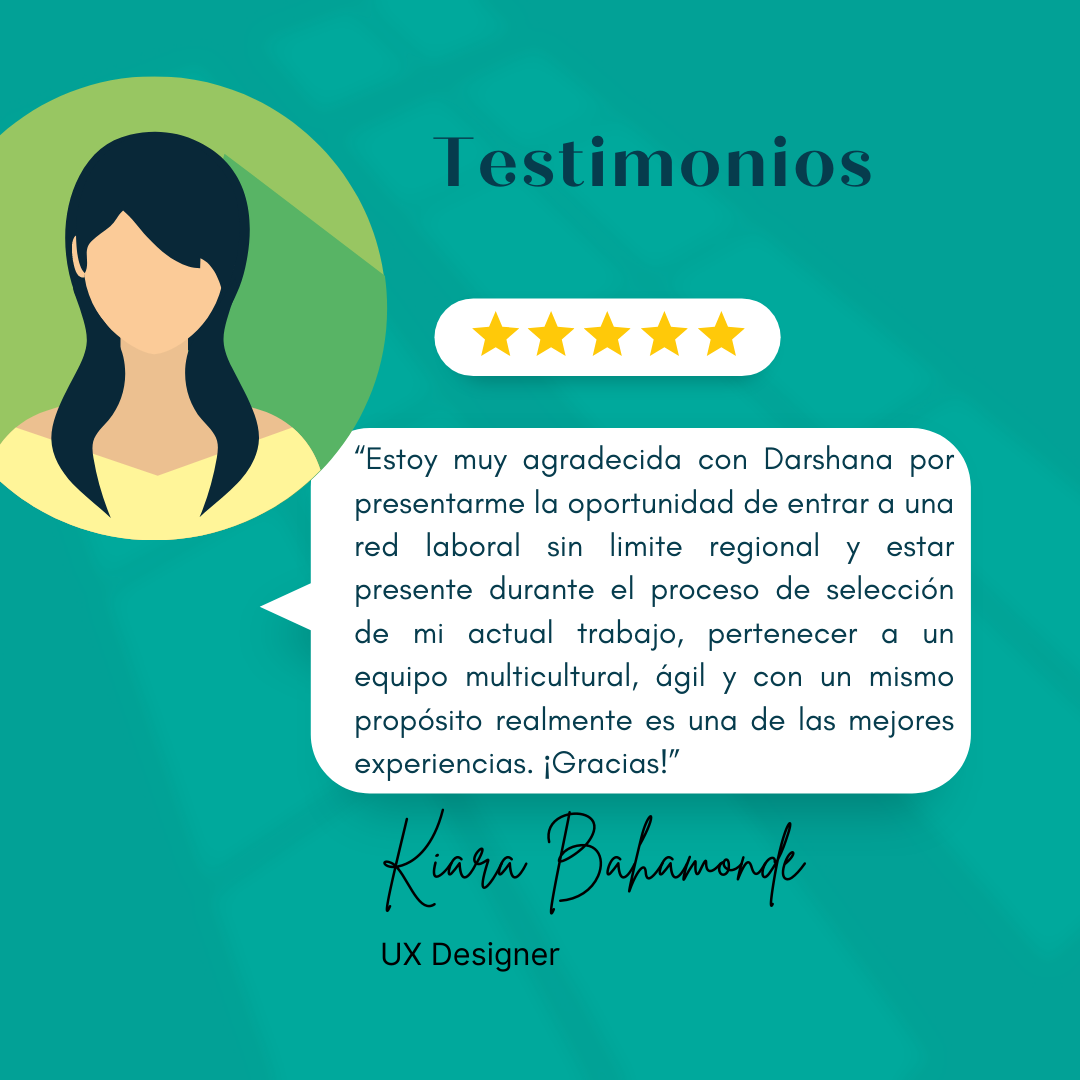 Testimonios
“Estoy muy agradecida con Darshana por
presentarme la oportunidad de entrar a una
red laboral sin limite regional y estar
presente durante el proceso de selección
de mi actual trabajo, pertenecer a un
equipo multicultural, ágil y con un mismo
propósito realmente es una de las mejores
experiencias. ¡Gracias!”
Kiara Bahamonde
UX Designer